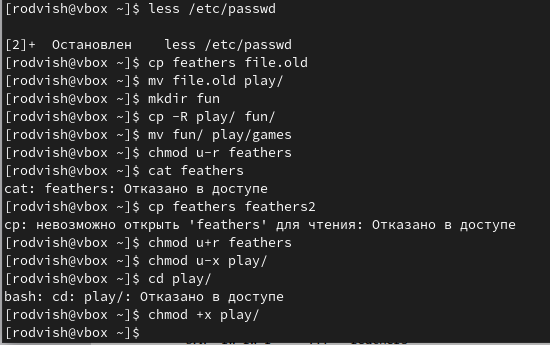 [rodvish@vbox ~]$ less /etc/passwd
[2]+  Остановлен    less /etc/passwd
[rodvish@vbox ~]$ cp feathers file.old
[rodvish@vbox ~]$ mv file.old play/
[rodvish@vbox ~]$ mkdir fun
[rodvish@vbox ~]$ cp -R play/ fun/
[rodvish@vbox ~]$ mv fun/ play/games
[rodvish@vbox ~]$ chmod u-r feathers
[rodvish@vbox ~]$ cat feathers
cat: feathers: Отказано в доступе
[rodvish@vbox ~]$ cp feathers feathers2
cp: невозможно открыть 'feathers' для чтения: Отказано в доступе
[rodvish@vbox ~]$ chmod u+r feathers
[rodvish@vbox ~]$ chmod u-x play/
[rodvish@vbox ~]$ cd play/
bash: cd: play/: Отказано в доступе
[rodvish@vbox ~]$ chmod +x play/
[rodvish@vbox ~]$